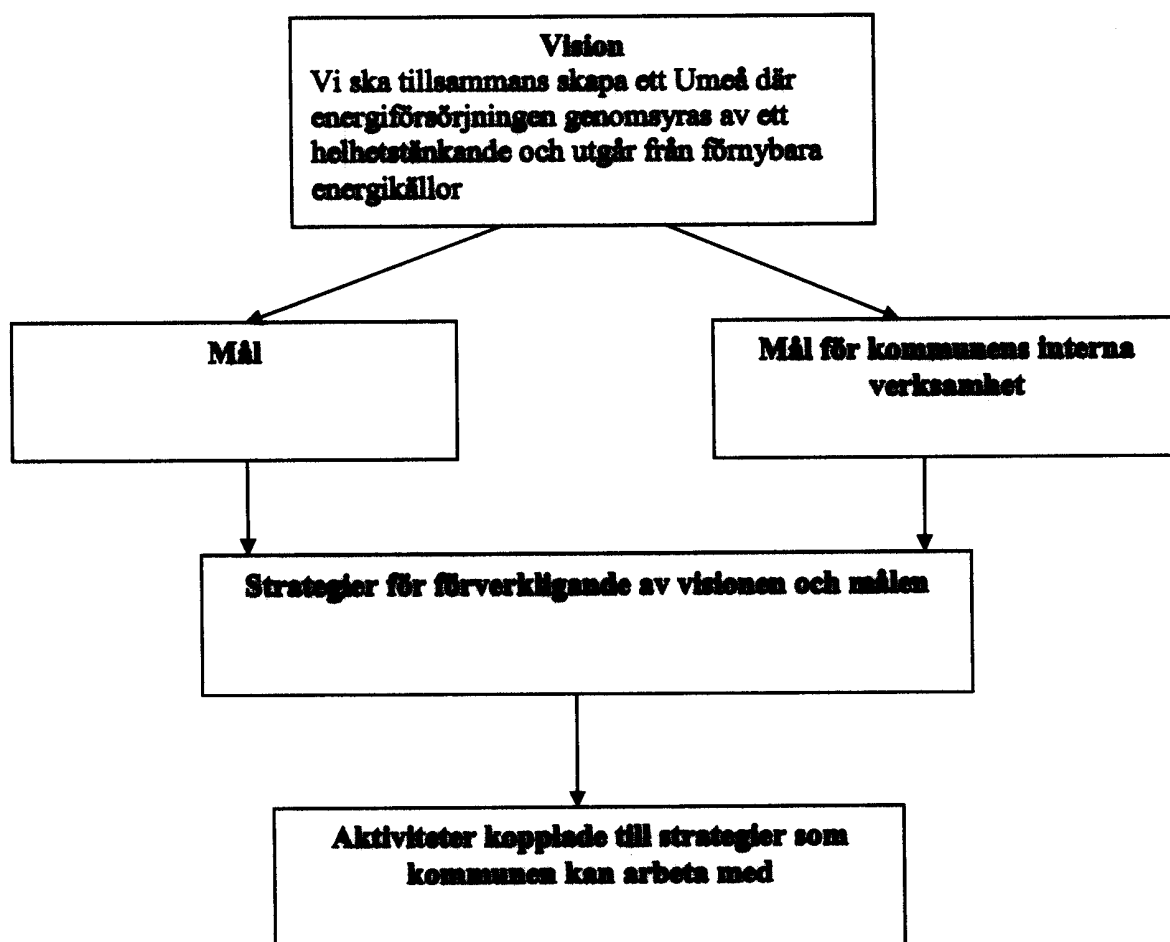 Vision
Vi ska tillsammans skapa ett Umeå där
energiförsörjningen genomsyras av ett
helhetstänkande och utgår från förnybara
energikällor
Mål
Mål för kommunens interna
verksamhet
Strategier för förverkligande av visionen och målen
Aktiviteter kopplade till strategier som
kommunen kan arbeta med